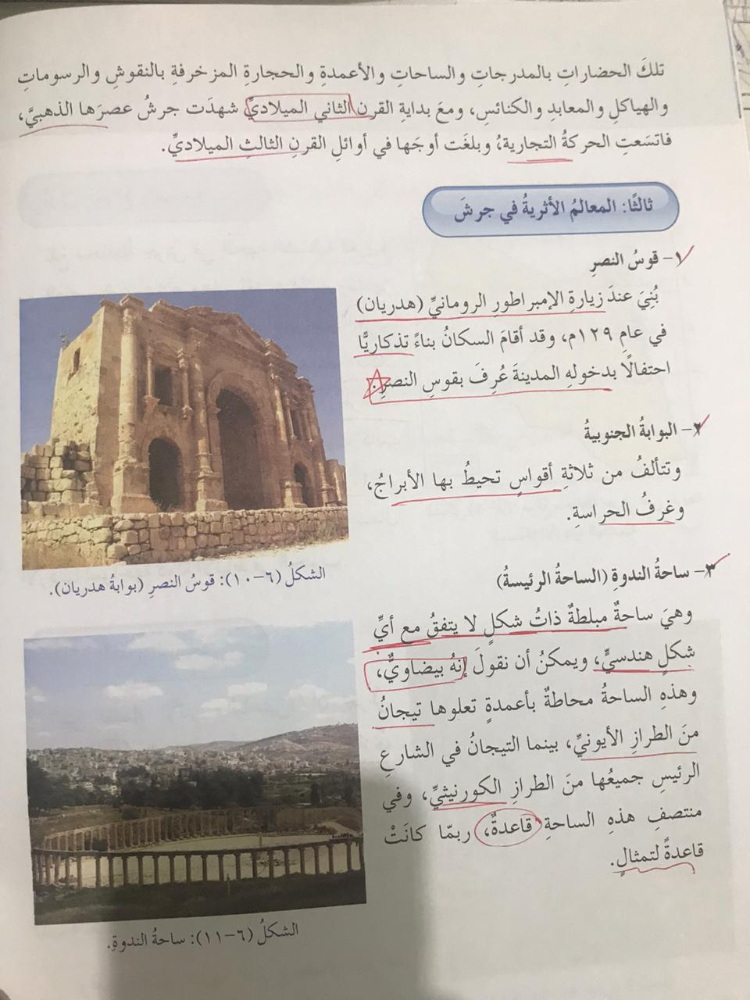 تلكَ الحضاراتِ بالمدرجاتِ والساحاتِ والأعمدةِ والحجارةِ المزخرفةِ بالنقوشِ والرسوماتِ
والهياكلِ والمعابدِ والكنائسِ، ومعَ بدايةِ القرنِ الثاني الميلاديِّ شهدَت جرشُ عصرَها الذهبيَّ،
فاتسَعتِ الحركةُ التجاريةُ، وبلغَت أوجَها في أوائلِ القرنِ الثالثِ الميلاديِّ.
ثالثًا: المعالمُ الأثريةُ في جرشَ
١- قوسُ النصرِ
بُنِيَ عندَ زيارةِ الإمبراطورِ الرومانيِّ (هدريان)
في عامِ ١٢٩م، وقد أقامَ السكانُ بناءً تذكاريًّا
احتفالًا بدخولهِ المدينةَ عُرِفَ بقوسِ النصرِ.
٢- البوابةُ الجنوبيةُ
وتتألفُ من ثلاثةِ أقواسٍ تحيطُ بها الأبراجُ،
وغرفُ الحراسةِ.
الشكلُ (٦-١٠): قوسُ النصرِ (بوابةُ هدريان).
٣- ساحةُ الندوةِ (الساحةُ الرئيسةُ)
وهيَ ساحةٌ مبلطةٌ ذاتُ شكلٍ لا يتفقُ مع أيِّ
شكلٍ هندسيٍّ، ويمكنُ أن نقولَ إنهُ بيضاويٌّ،
وهذهِ الساحةُ محاطةٌ بأعمدةٍ تعلوها تيجانُ
منَ الطرازِ الأيونيِّ، بينما التيجانُ في الشارعِ
الرئيسِ جميعُها منَ الطرازِ الكورنيثيِّ، وفي
منتصفِ هذهِ الساحةِ قاعدةٌ، ربمّا كانَتْ
قاعدةً لتمثالٍ.
الشكلُ (٦-١١): ساحةُ الندوةِ.